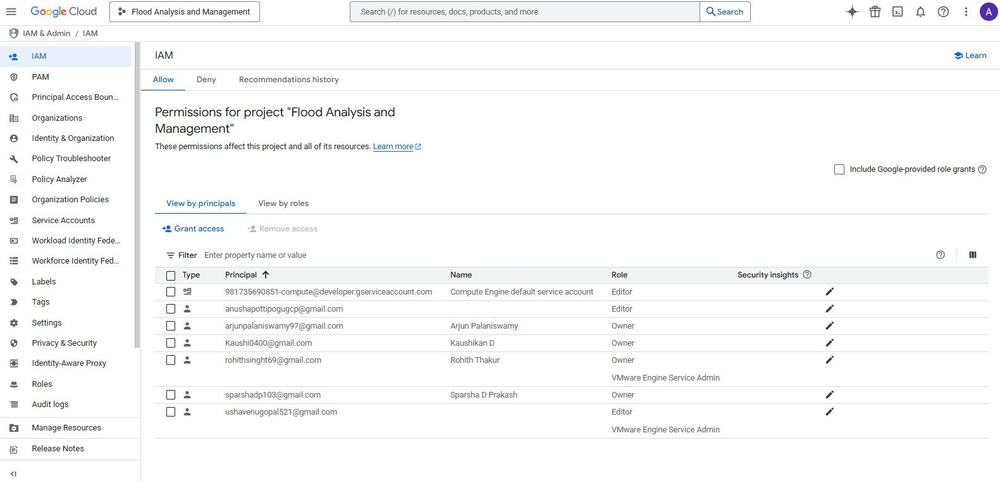 Google Cloud
Flood Analysis and Management
Search (/) for resources, docs, products, and more
Search
A
IAM & Admin / IAM
IAM
PAM
Principal Access Boun...
Organizations
Identity & Organization
Policy Troubleshooter
Policy Analyzer
Organization Policies
Service Accounts
Workload Identity Fede...
Workforce Identity Fed...
Labels
Tags
Settings
Privacy & Security
Identity-Aware Proxy
Roles
Audit logs
Manage Resources
Release Notes
IAM
Learn
Allow Deny Recommendations history
Permissions for project "Flood Analysis and
Management"
These permissions affect this project and all of its resources. Learn more
Include Google-provided role grants
View by principals View by roles
Grant access Remove access
Filter Enter property name or value
Type Principal Name Role Security insights
981735690851-compute@developer.gserviceaccount.com Compute Engine default service account Editor
anushapottipogugcp@gmail.com Editor
arjunpalaniswamy97@gmail.com Arjun Palaniswamy Owner
Kaushi0400@gmail.com Kaushikan D Owner
rohithsinght69@gmail.com Rohith Thakur Owner
VMware Engine Service Admin
sparshadp103@gmail.com Sparsha D Prakash Owner
ushavenugopal521@gmail.com Editor
VMware Engine Service Admin